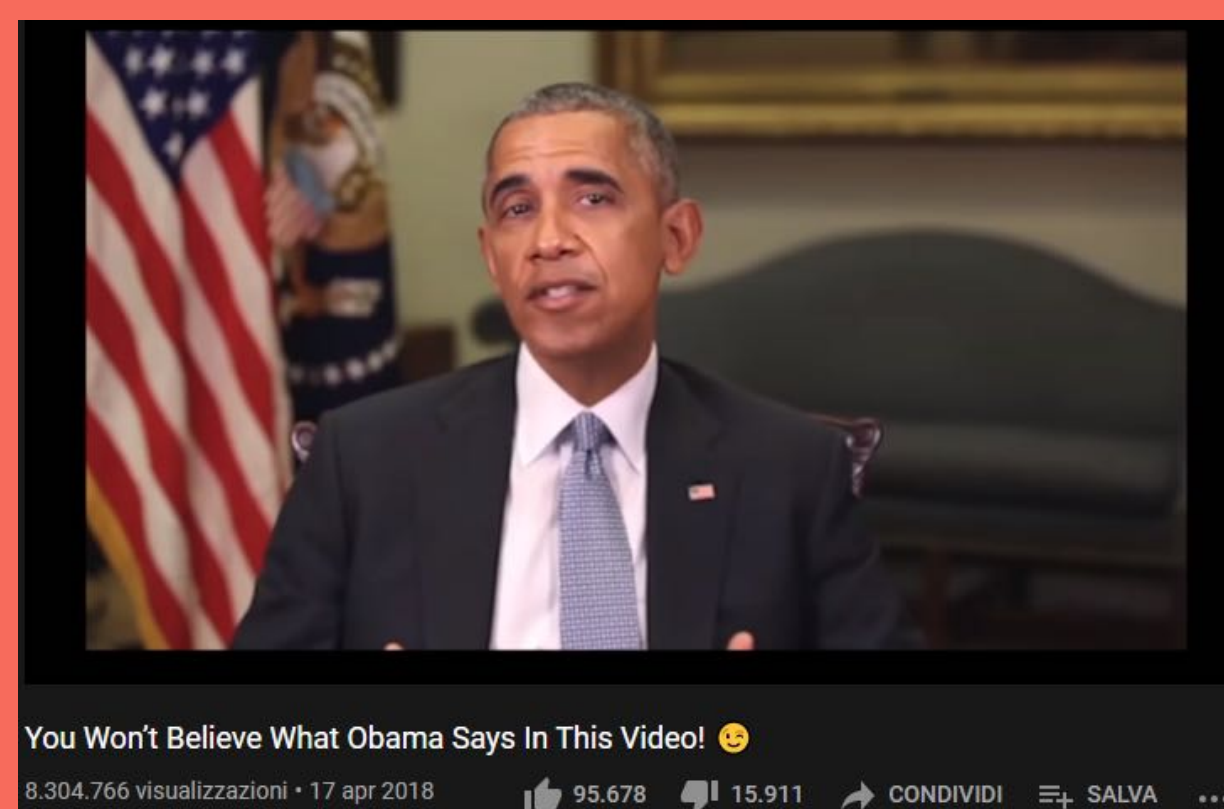 You Won’t Believe What Obama Says In This Video! 😉
8.304.766 visualizzazioni • 17 apr 2018 95.678 15.911 CONDIVIDI SALVA